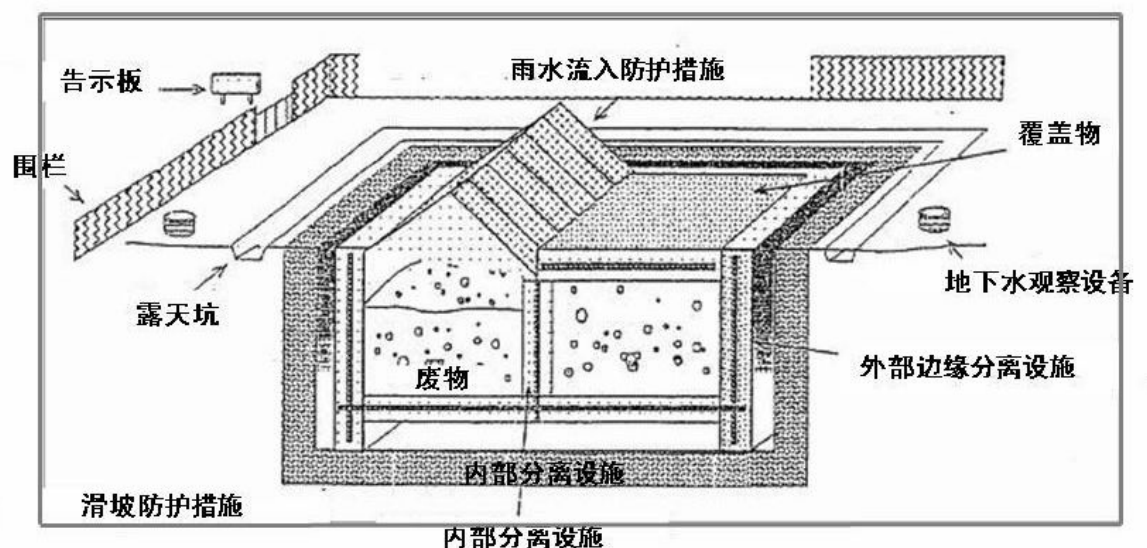 雨水流入防护措施
告示板
覆盖物
围栏
地下水观察设备
露天坑
外部边缘分离设施
废物
内部分离设施
滑坡防护措施
内部分离设施